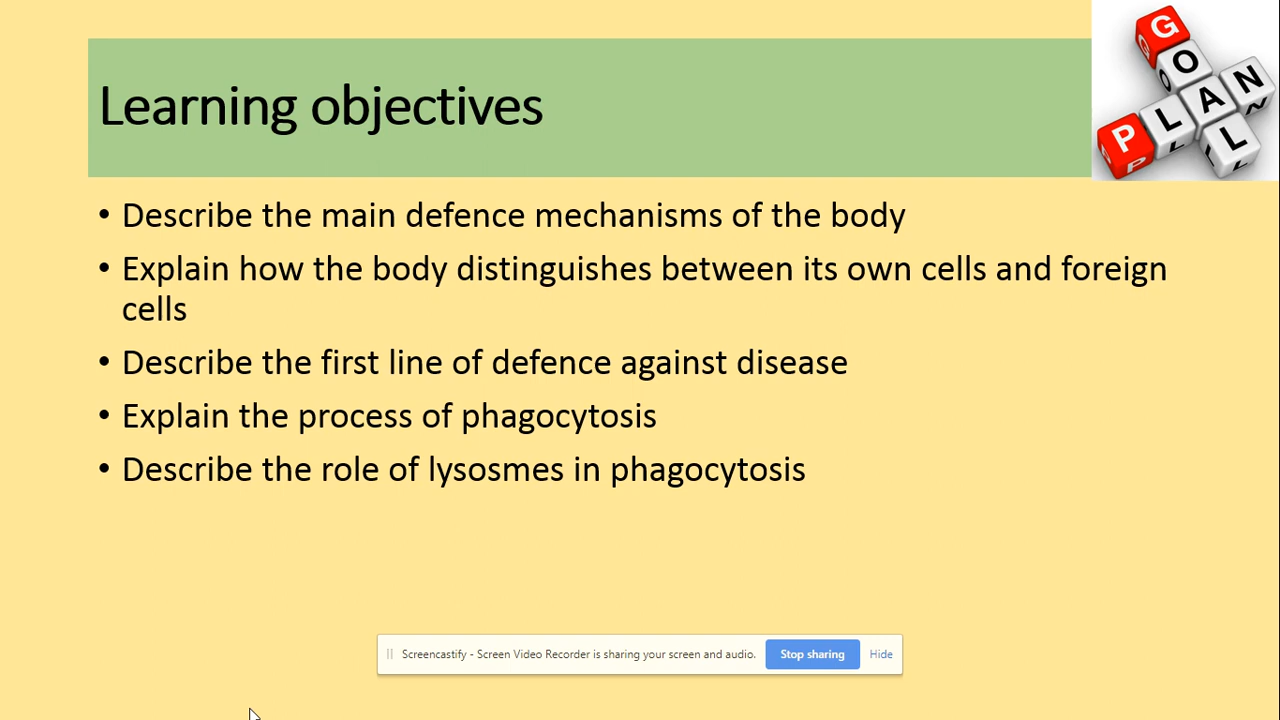 Learning objectives
GOAL
PLAN
• Describe the main defence mechanisms of the body
• Explain how the body distinguishes between its own cells and foreign
cells
• Describe the first line of defence against disease
• Explain the process of phagocytosis
• Describe the role of lysosmes in phagocytosis
Screencastify - Screen Video Recorder is sharing your screen and audio. Stop sharing Hide